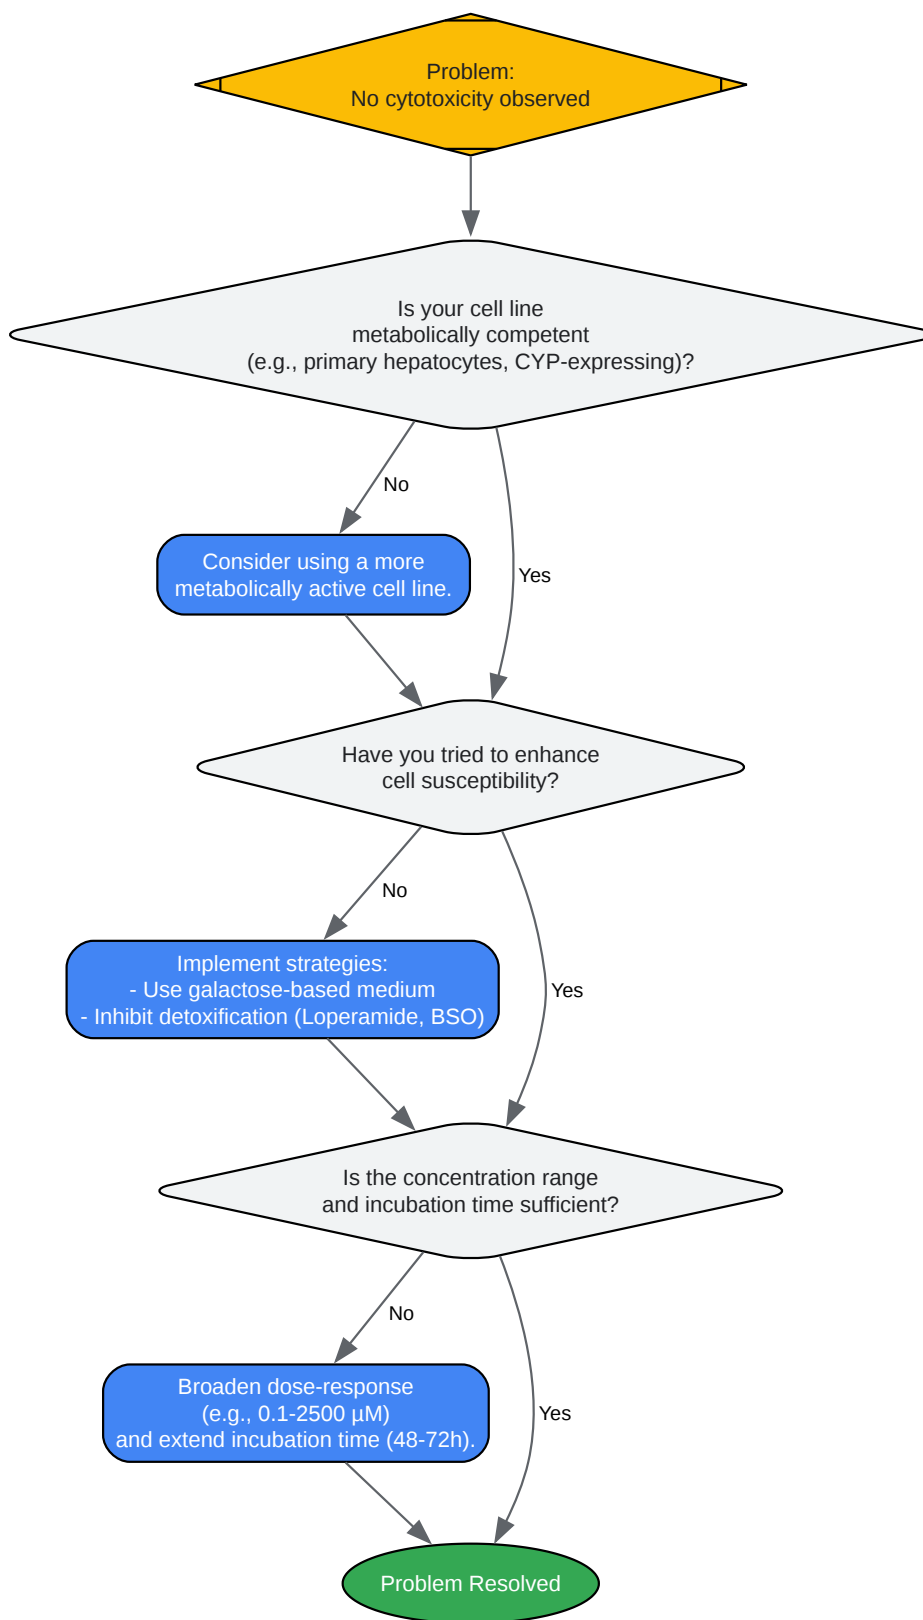 Problem:
No cytotoxicity observed
Is your cell line
metabolically competent
(e.g., primary hepatocytes, CYP-expressing)?
No
Consider using a more
metabolically active cell line.
Yes
Have you tried to enhance
cell susceptibility?
No
Implement strategies:
- Use galactose-based medium
- Inhibit detoxification (Loperamide, BSO)
Yes
Is the concentration range
and incubation time sufficient?
No
Broaden dose-response
(e.g., 0.1-2500 µM)
and extend incubation time (48-72h).
Yes
Problem Resolved